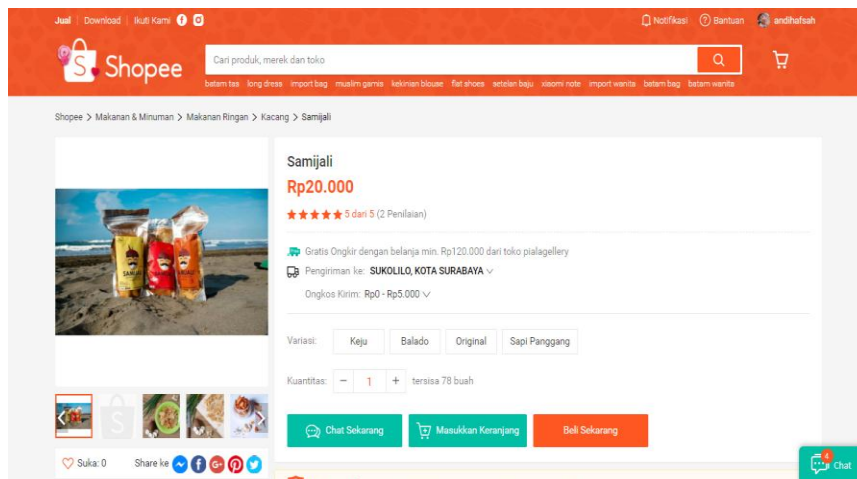 Jual | Download | Ikuti Kami
Notifikasi
Bantuan
andihafsah
Shopee
Cari produk, merek dan toko
batam tas long dress import bag muslim gamis kekinian blouse flat shoes setelan baju xiaomi note import wanita batam bag batam wanita
Shopee > Makanan & Minuman > Makanan Ringan > Kacang > Samijali
Samijali
Rp20.000
5 dari 5 (2 Penilaian)
Gratis Ongkir dengan belanja min. Rp120.000 dari toko pialagellery
Pengiriman ke: SUKOLILO, KOTA SURABAYA
Ongkos Kirim: Rp0 - Rp5.000
Variasi: Keju Balado Original Sapi Panggang
Kuantitas: − 1 + tersisa 78 buah
Chat Sekarang
Masukkan Keranjang
Beli Sekarang
Suka: 0
Share ke
4
Chat